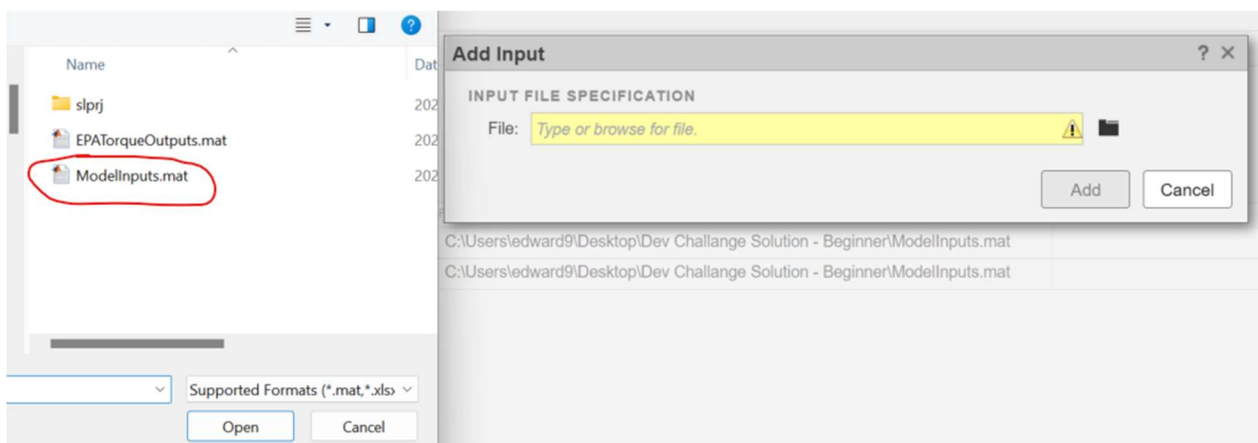 Name
Dat
slprj
202
EPATorqueOutputs.mat
202
ModelInputs.mat
202
Supported Formats (*.mat,*.xls
Open
Cancel
Add Input
?
INPUT FILE SPECIFICATION
File:
Type or browse for file.
Add
Cancel
C:\Users\edward9\Desktop\Dev Challange Solution - Beginner\ModelInputs.mat
C:\Users\edward9\Desktop\Dev Challange Solution - Beginner\ModelInputs.mat